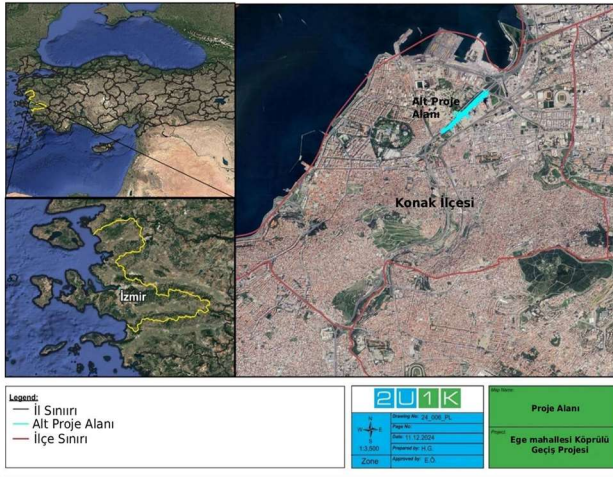 Alt Proje
Alanı
Konak İlçesi
İzmir
Legend:
İl Sınırı
Alt Proje Alanı
İlçe Sınırı
2U1K
N
W E
S
1:3,500
Zone
Drawing No: 24_006_PL
Page No:
Date: 11.12.2024
Prepared by: H.G.
Approved by: E.Ö.
Map Name:
Proje Alanı
Project:
Ege mahallesi Köprülü
Geçiş Projesi